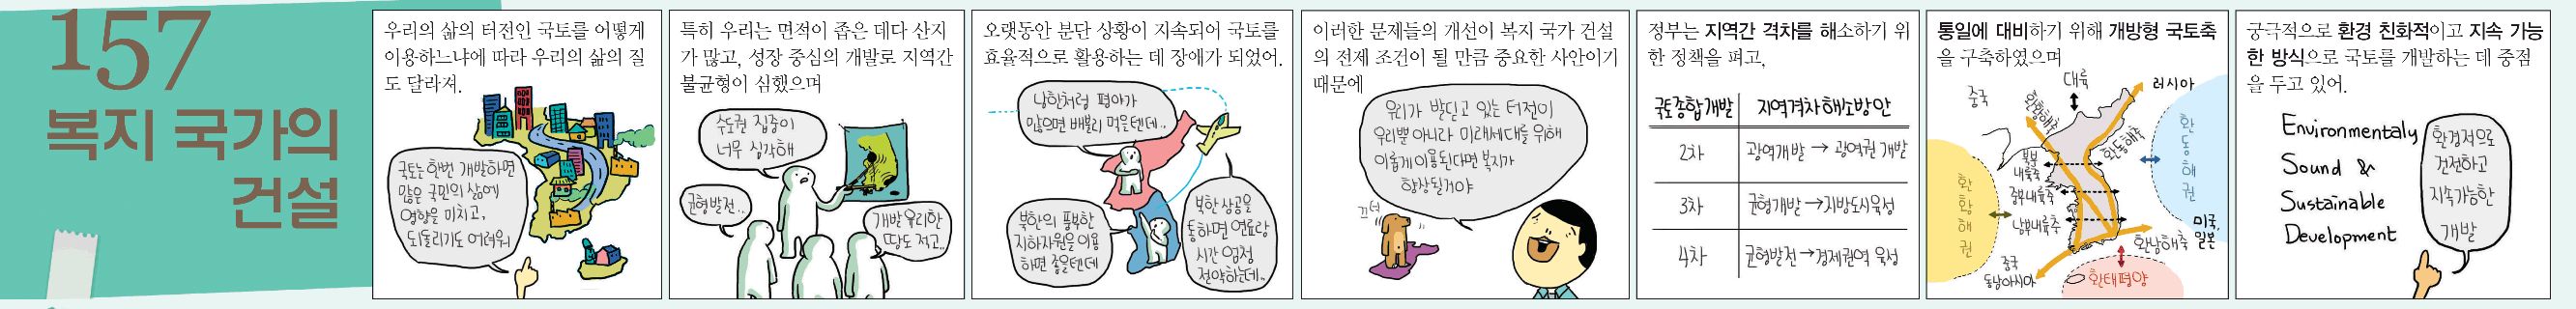 157
복지 국가의
건설
우리의 삶의 터전인 국토를 어떻게
이용하느냐에 따라 우리의 삶의 질
도 달라져.
국토는 한번 개발하면
많은 국민의 삶에
영향을 미치고,
되돌리기도 어려워
특히 우리는 면적이 좁은 데다 산지
가 많고, 성장 중심의 개발로 지역간
불균형이 심했으며
수도권 집중이
너무 심각해
균형발전..
개발 유리한
땅도 적고..
오랫동안 분단 상황이 지속되어 국토를
효율적으로 활용하는 데 장애가 되었어.
남한처럼 평야가
많으면 배불리 먹을텐데..
북한의 풍부한
지하자원을 이용
하면 좋을텐데
북한 상공을
통하면 연료랑
시간 엄청
절약하는데..
이러한 문제들의 개선이 복지 국가 건설
의 전제 조건이 될 만큼 중요한 사안이기
때문에
우리가 발딛고 있는 터전이
우리뿐 아니라 미래세대를 위해
이롭게 이용된다면 복지가
향상될거야
끄덕
정부는 지역간 격차를 해소하기 위
한 정책을 펴고,
국토종합개발 지역격차 해소방안
2차 광역개발 → 광역권 개발
3차 균형개발 → 지방도시육성
4차 균형발전 → 경제권역 육성
통일에 대비하기 위해 개방형 국토축
을 구축하였으며
대륙
러시아
중국
환황해축
환동해축
환동해권
북부
내륙축
중부내륙축
남부내륙축
환황해권
미국,
일본
환남해축
중국
동남아시아
환태평양
궁극적으로 환경 친화적이고 지속 가능
한 방식으로 국토를 개발하는 데 중점
을 두고 있어.
Environmentaly
Sound &
Sustainable
Development
환경적으로
건전하고
지속가능한
개발